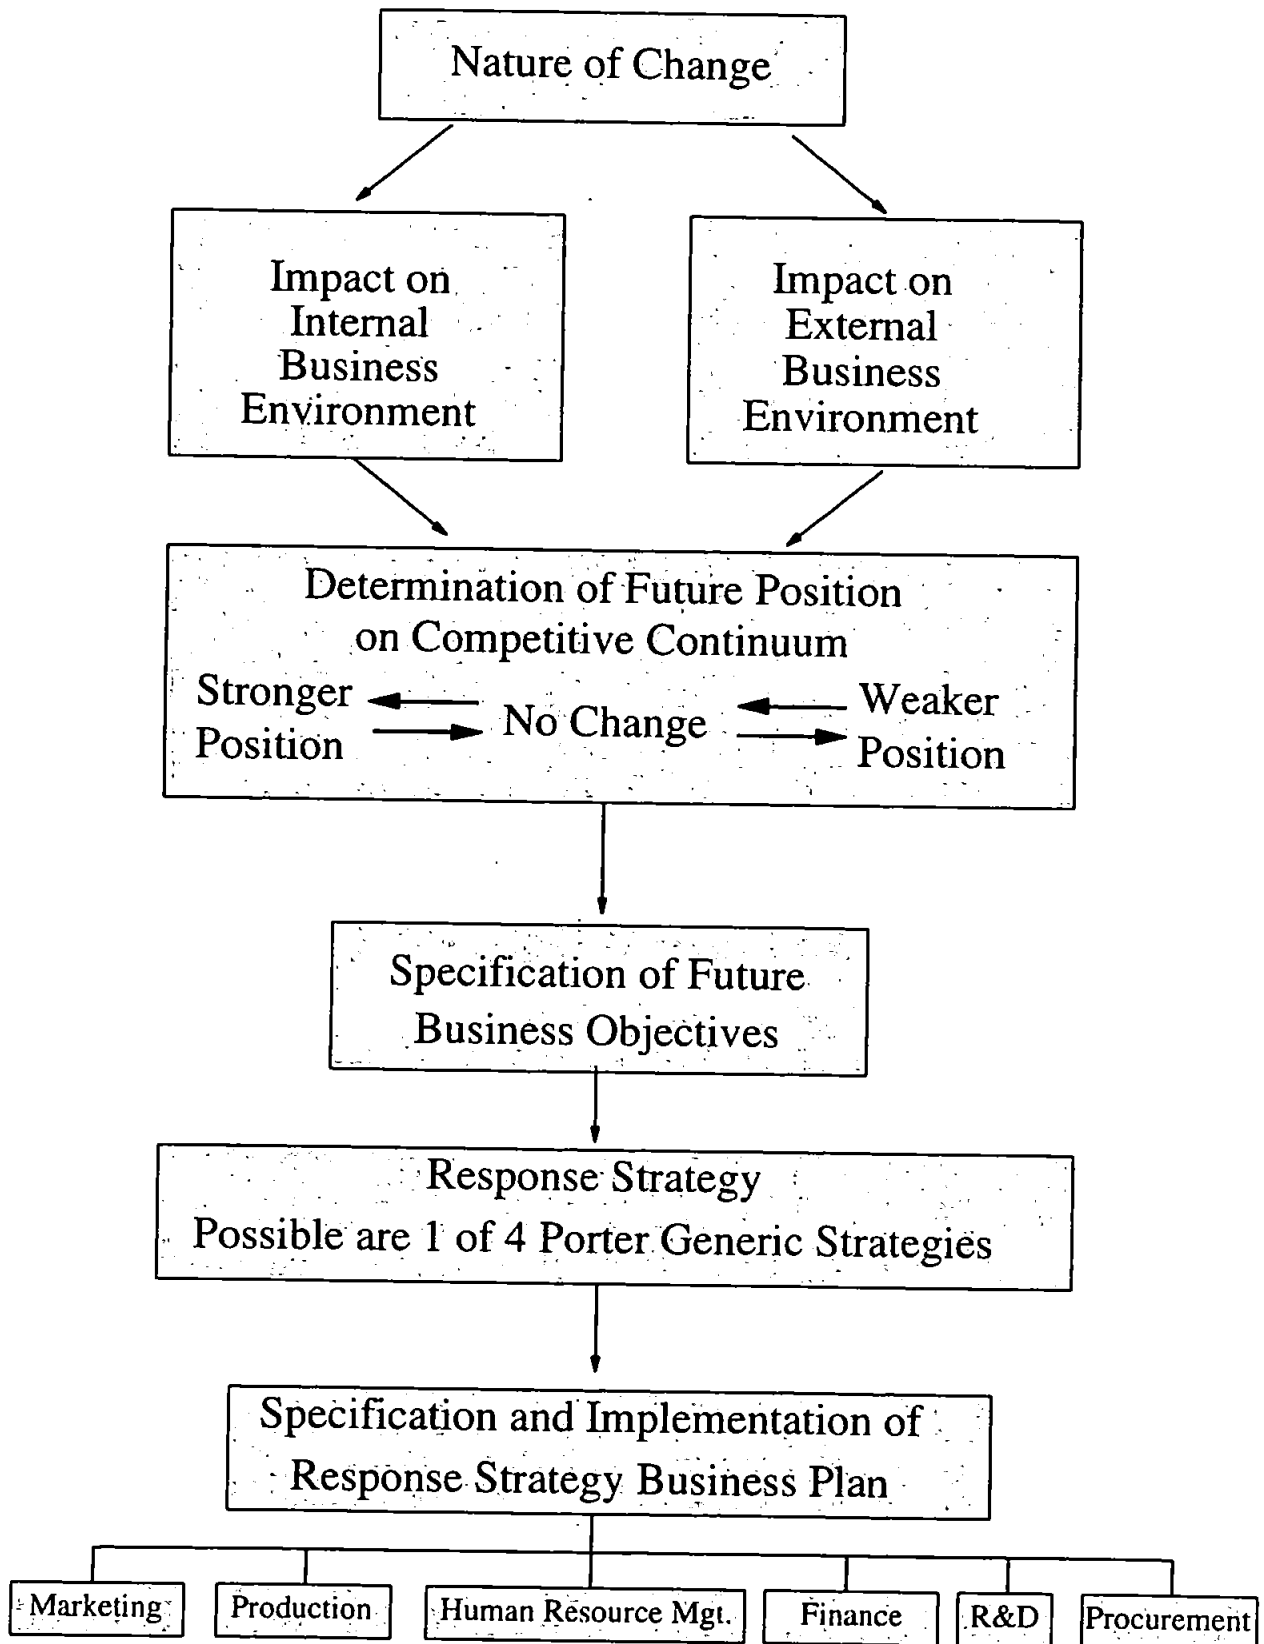 Nature of Change
Impact on
Internal
Business
Environment
Impact on
External
Business
Environment
Determination of Future Position
on Competitive Continuum
Stronger
Position
No Change
Weaker
Position
Specification of Future
Business Objectives
Response Strategy
Possible are 1 of 4 Porter Generic Strategies
Specification and Implementation of
Response Strategy Business Plan
Marketing
Production
Human Resource Mgt.
Finance
R&D
Procurement